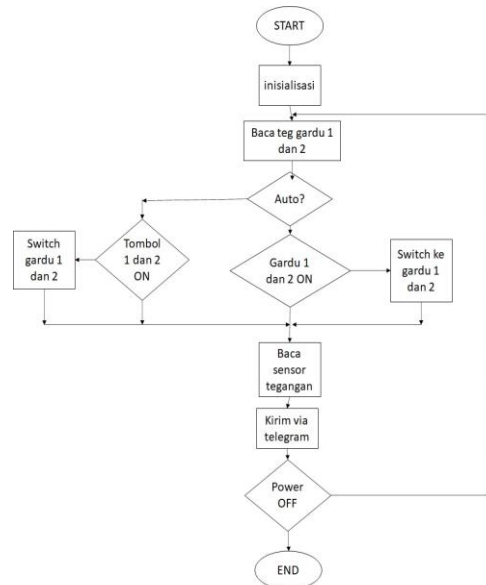 START
inisialisasi
Baca teg gardu 1
dan 2
Auto?
Switch
gardu 1
dan 2
Tombol
1 dan 2
ON
Gardu 1
dan 2 ON
Switch ke
gardu 1
dan 2
Baca
sensor
tegangan
Kirim via
telegram
Power
OFF
END